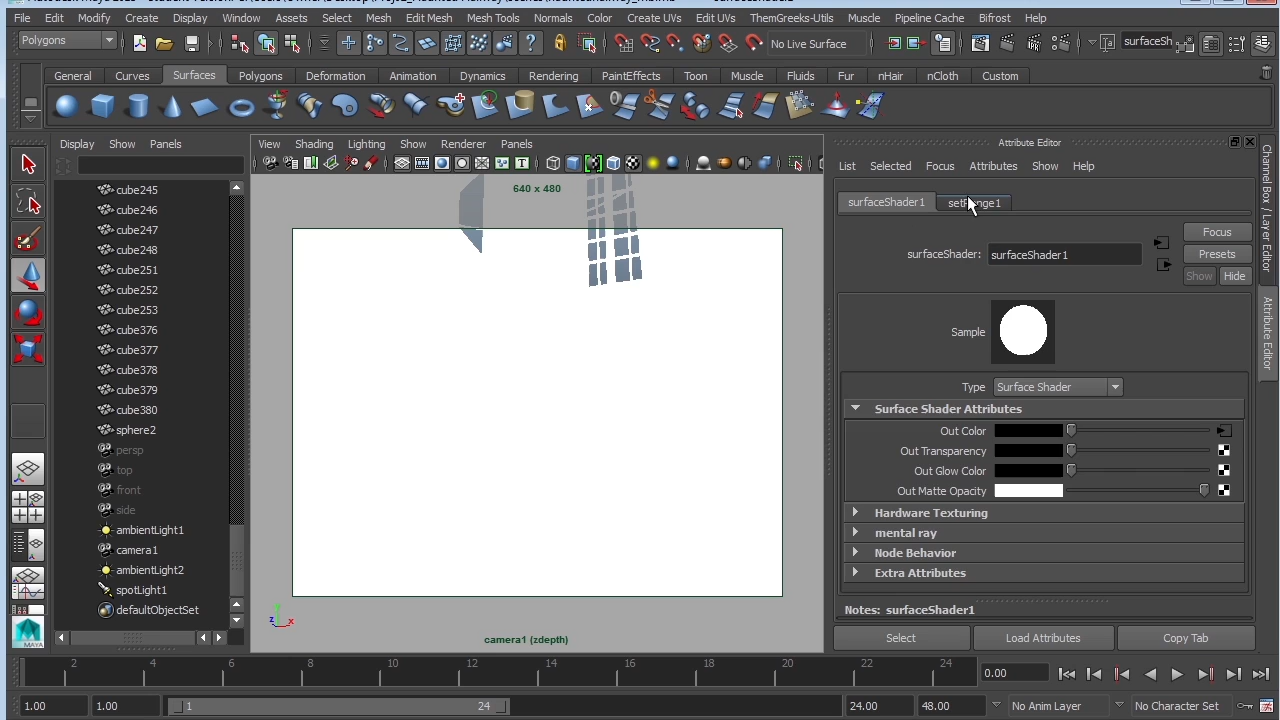 File Edit Modify Create Display Window Assets Select Mesh Edit Mesh Mesh Tools Normals Color Create UVs Edit UVs ThemGreeks-Utils Muscle Pipeline Cache Bifrost Help
Polygons No Live Surface surfaceSh
General Curves Surfaces Polygons Deformation Animation Dynamics Rendering PaintEffects Toon Muscle Fluids Fur nHair nCloth Custom
Display Show Panels
cube245
cube246
cube247
cube248
cube251
cube252
cube253
cube376
cube377
cube378
cube379
cube380
sphere2
persp
top
front
side
ambientLight1
camera1
ambientLight2
spotLight1
defaultObjectSet
MAYA
View Shading Lighting Show Renderer Panels
640 x 480
y
z x
camera1 (zdepth)
Attribute Editor
List Selected Focus Attributes Show Help
surfaceShader1
surfaceShader: surfaceShader1
Focus
Presets
Show Hide
Sample
Type Surface Shader
Surface Shader Attributes
Out Color
Out Transparency
Out Glow Color
Out Matte Opacity
Hardware Texturing
mental ray
Node Behavior
Extra Attributes
Notes: surfaceShader1
Select Load Attributes Copy Tab
Channel Box / Layer Editor
Attribute Editor
2 4 6 8 10 12 14 16 18 20 22 24
0.00
1.00 1.00 1 24 24.00 48.00 No Anim Layer No Character Set